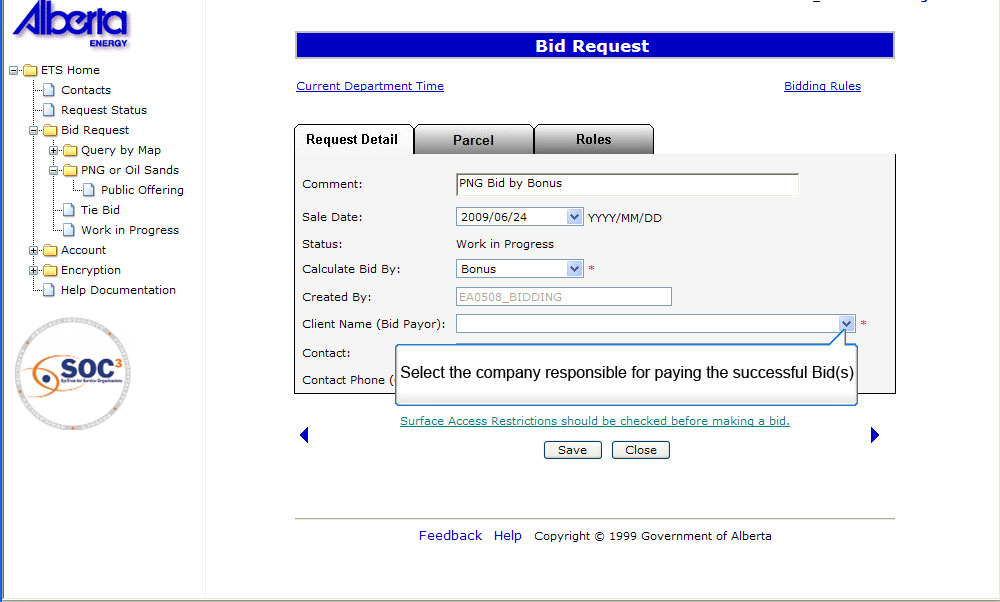 Alberta
ENERGY
ETS Home
Contacts
Request Status
Bid Request
Query by Map
PNG or Oil Sands
Public Offering
Tie Bid
Work in Progress
Account
Encryption
Help Documentation
SOC3
Bid Request
Current Department Time
Bidding Rules
Request Detail
Parcel
Roles
Comment: PNG Bid by Bonus
Sale Date: 2009/06/24 YYYY/MM/DD
Status: Work in Progress
Calculate Bid By: Bonus *
Created By: EA0508_BIDDING
Client Name (Bid Payor): *
Contact:
Contact Phone (
Select the company responsible for paying the successful Bid(s)
Surface Access Restrictions should be checked before making a bid.
Save Close
Feedback Help Copyright © 1999 Government of Alberta